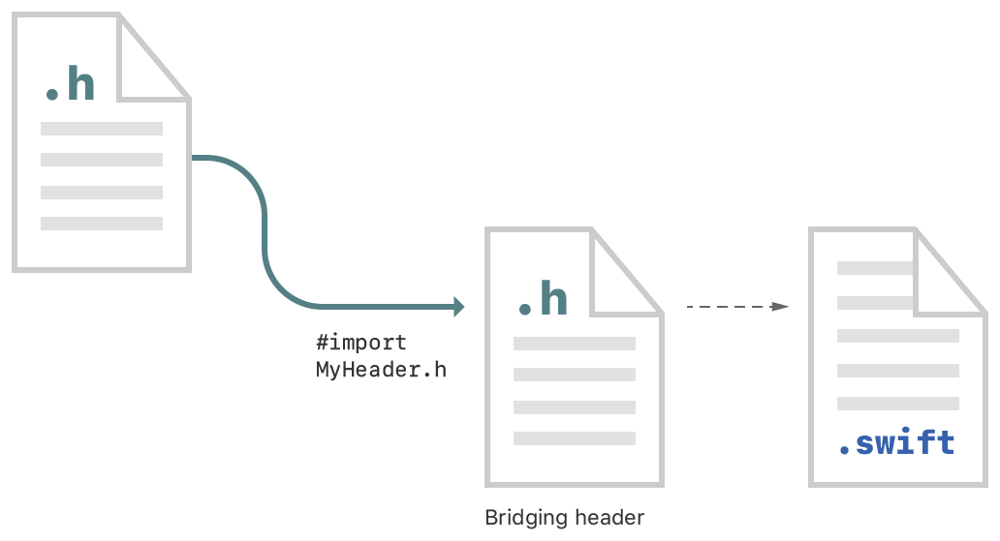 .h
#import
MyHeader.h
.h
Bridging header
.swift